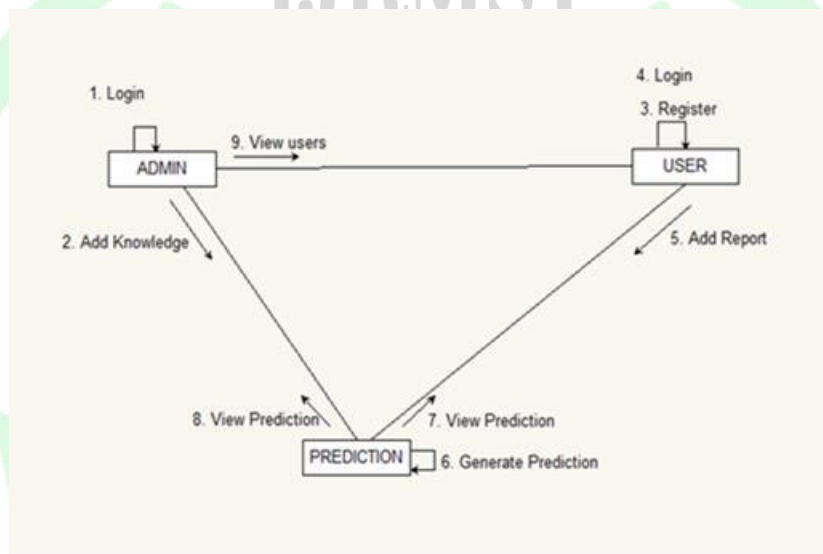 4. Login
1. Login
3. Register
9. View users
ADMIN
USER
2. Add Knowledge
5. Add Report
8. View Prediction
7. View Prediction
PREDICTION
6. Generate Prediction